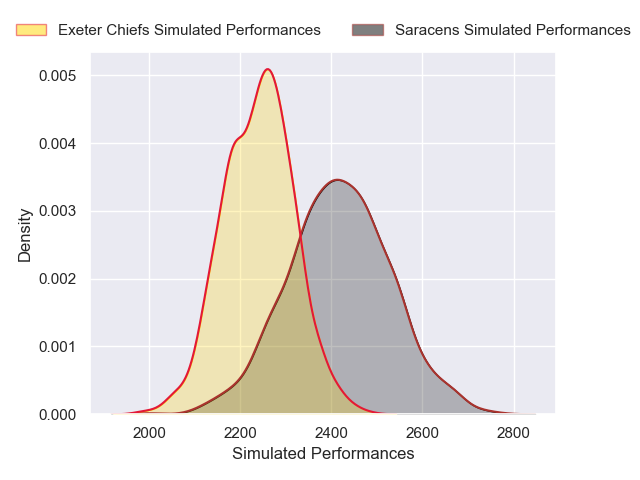 Exeter Chiefs Simulated Performances Saracens Simulated Performances
0.005
0.004
0.003
0.002
0.001
0.000
Density
2000 2200 2400 2600 2800
Simulated Performances